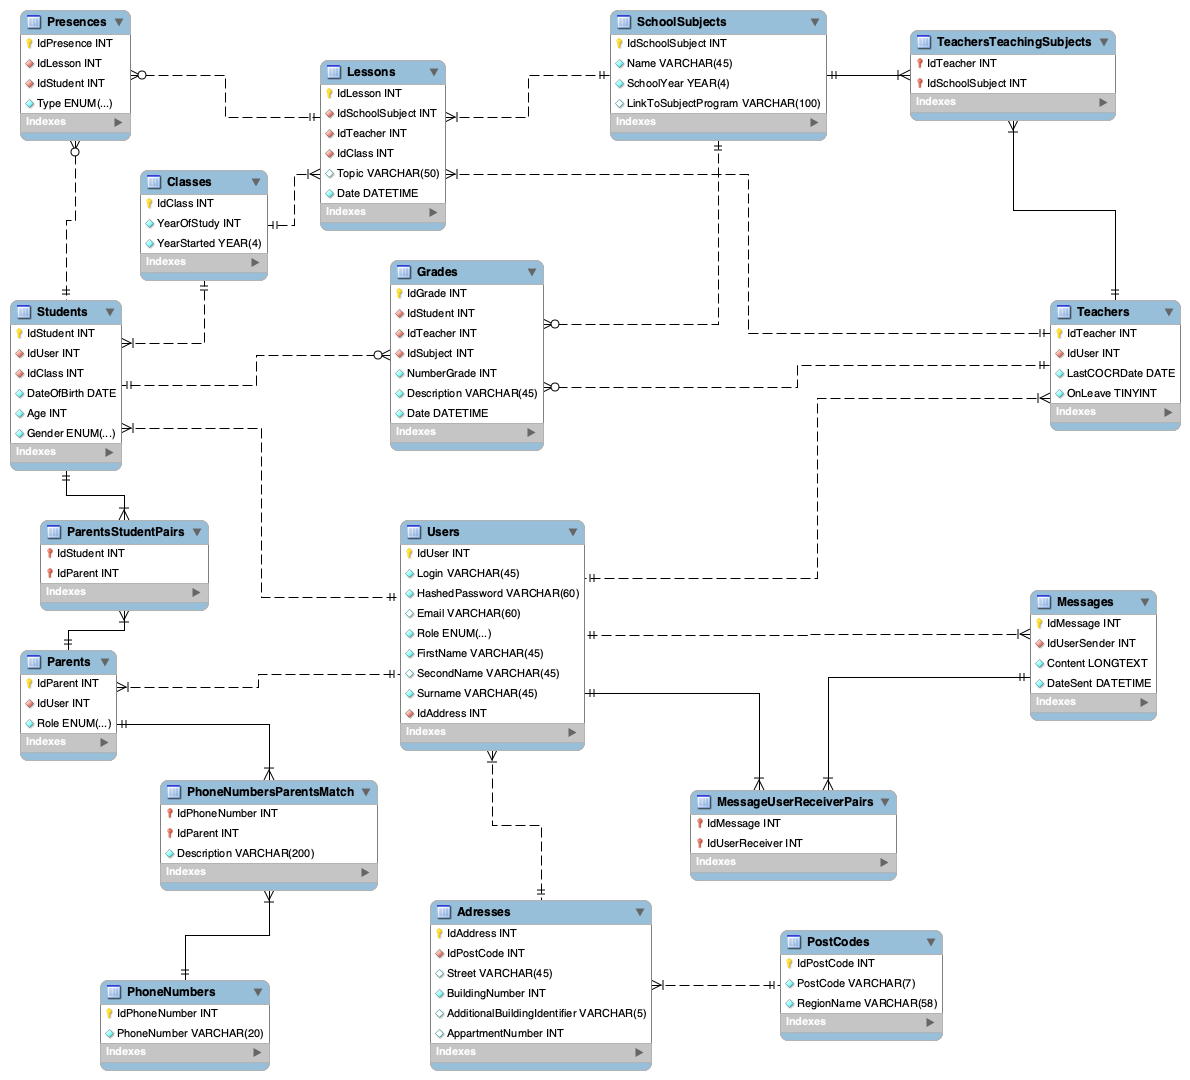 Presences
IdPresence INT
IdLesson INT
IdStudent INT
Type ENUM(...)
Indexes
Lessons
IdLesson INT
IdSchoolSubject INT
IdTeacher INT
IdClass INT
Topic VARCHAR(50)
Date DATETIME
Indexes
SchoolSubjects
IdSchoolSubject INT
Name VARCHAR(45)
SchoolYear YEAR(4)
LinkToSubjectProgram VARCHAR(100)
Indexes
TeachersTeachingSubjects
IdTeacher INT
IdSchoolSubject INT
Indexes
Classes
IdClass INT
YearOfStudy INT
YearStarted YEAR(4)
Indexes
Grades
IdGrade INT
IdStudent INT
IdTeacher INT
IdSubject INT
NumberGrade INT
Description VARCHAR(45)
Date DATETIME
Indexes
Students
IdStudent INT
IdUser INT
IdClass INT
DateOfBirth DATE
Age INT
Gender ENUM(...)
Indexes
Teachers
IdTeacher INT
IdUser INT
LastCOCRDate DATE
OnLeave TINYINT
Indexes
ParentsStudentPairs
IdStudent INT
IdParent INT
Indexes
Users
IdUser INT
Login VARCHAR(45)
HashedPassword VARCHAR(60)
Email VARCHAR(60)
Role ENUM(...)
FirstName VARCHAR(45)
SecondName VARCHAR(45)
Surname VARCHAR(45)
IdAddress INT
Indexes
Messages
IdMessage INT
IdUserSender INT
Content LONGTEXT
DateSent DATETIME
Indexes
Parents
IdParent INT
IdUser INT
Role ENUM(...)
Indexes
PhoneNumbersParentsMatch
IdPhoneNumber INT
IdParent INT
Description VARCHAR(200)
Indexes
MessageUserReceiverPairs
IdMessage INT
IdUserReceiver INT
Indexes
Adresses
IdAddress INT
IdPostCode INT
Street VARCHAR(45)
BuildingNumber INT
AdditionalBuildingIdentifier VARCHAR(5)
AppartmentNumber INT
Indexes
PostCodes
IdPostCode INT
PostCode VARCHAR(7)
RegionName VARCHAR(58)
Indexes
PhoneNumbers
IdPhoneNumber INT
PhoneNumber VARCHAR(20)
Indexes